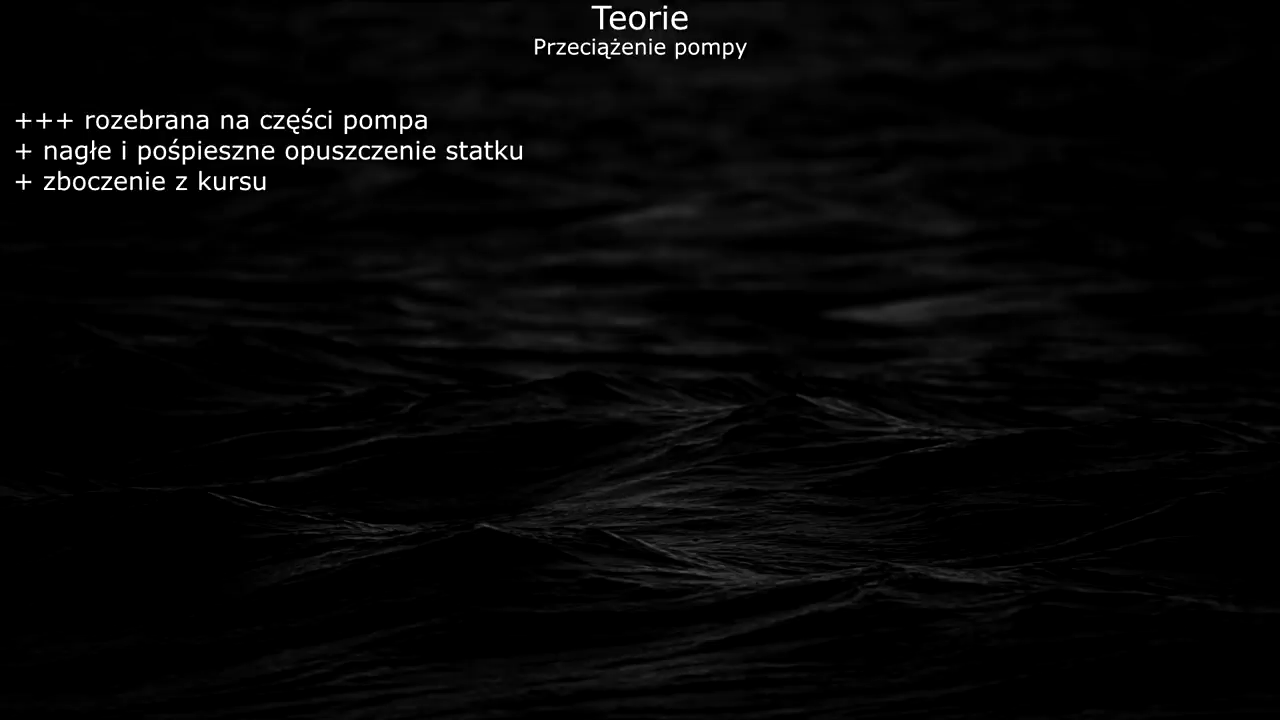 Teorie
Przeciążenie pompy
+++ rozebrana na części pompa
+ nagłe i pośpieszne opuszczenie statku
+ zboczenie z kursu